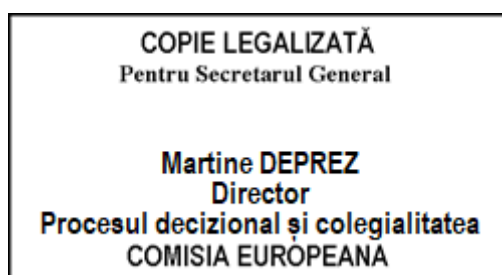 COPIE LEGALIZATĂ
Pentru Secretarul General
Martine DEPREZ
Director
Procesul decizional și colegialitatea
COMISIA EUROPEANA